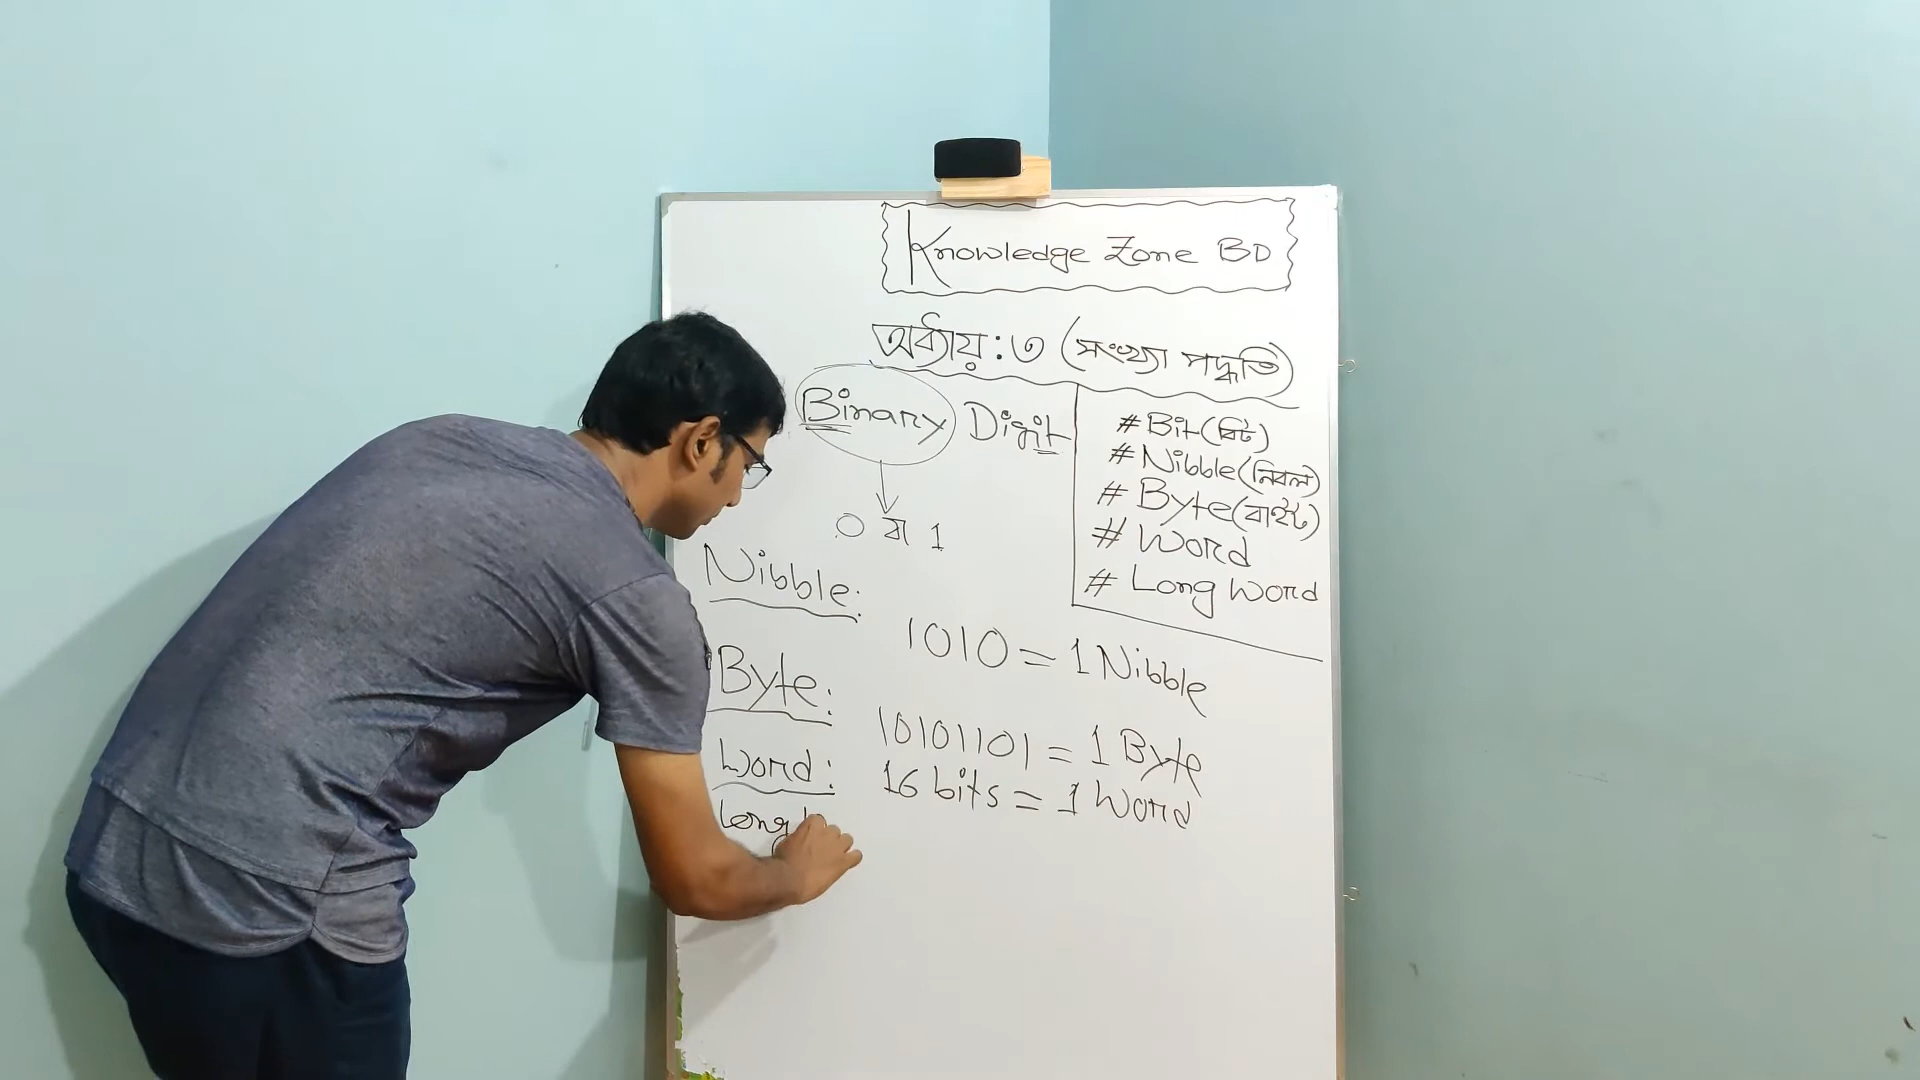 Knowledge Zone BD
অধ্যায়: ৩ (সংখ্যা পদ্ধতি)
Binary Digit
0 বা 1
# Bit (বিট)
# Nibble (নিবল)
# Byte (বাইট)
# Word
# Long Word
Nibble:
1010 = 1 Nibble
Byte:
10101101 = 1 Byte
Word:
16 bits = 1 Word
Long